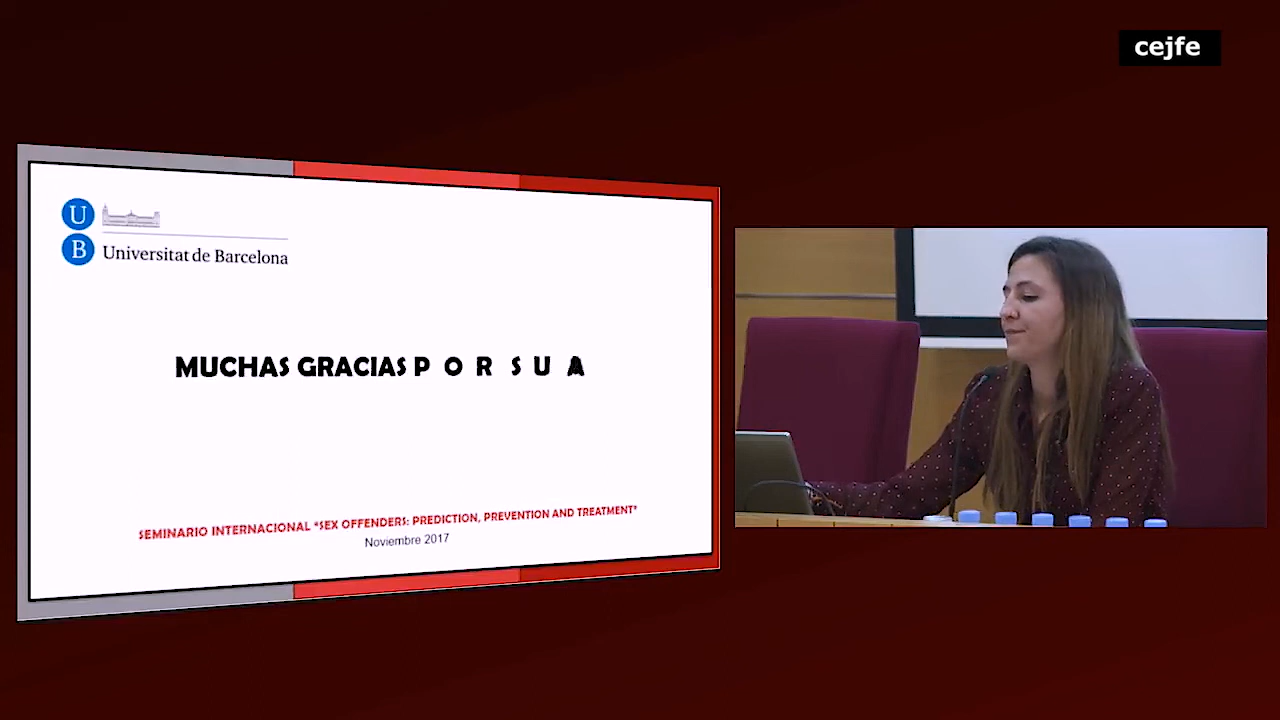 cejfe
U
B
Universitat de Barcelona
MUCHAS GRACIAS P O R S U A
SEMINARIO INTERNACIONAL "SEX OFFENDERS: PREDICTION, PREVENTION AND TREATMENT"
Noviembre 2017